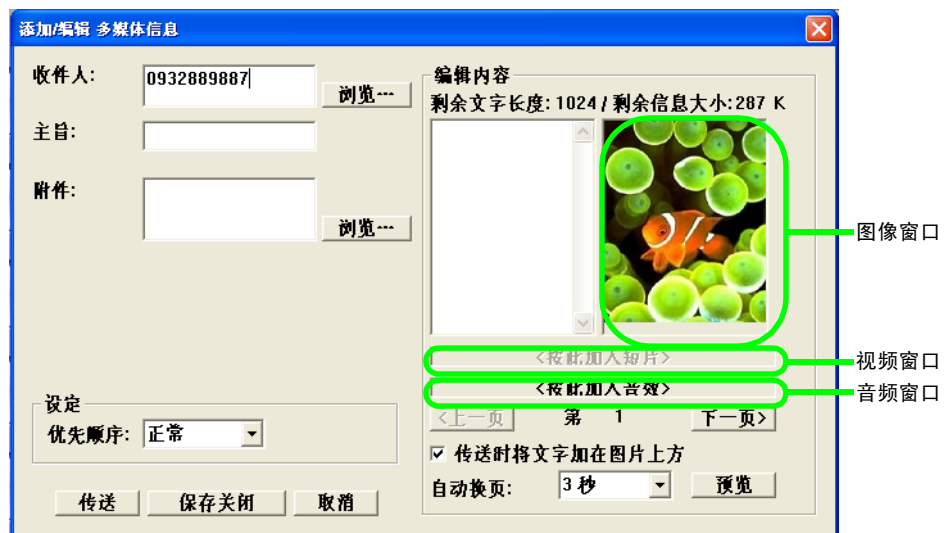 添加/编辑 多媒体信息
收件人:
0932889887
浏览…
主旨:
附件:
浏览…
设定
优先顺序:
正常
传送
保存关闭
取消
编辑内容
剩余文字长度:1024/剩余信息大小:287 K
<按此加入短片>
<按此加入音效>
<上一页
第 1
下一页>
传送时将文字加在图片上方
自动换页:
3 秒
预览
图像窗口
视频窗口
音频窗口